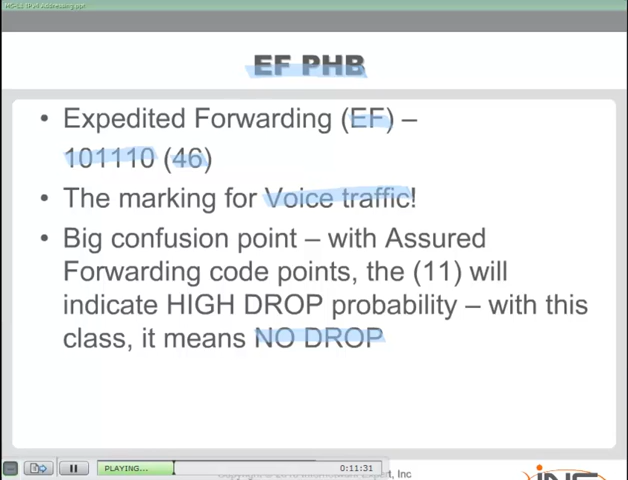 EF PHB
• Expedited Forwarding (EF) –
101110 (46)
• The marking for Voice traffic!
• Big confusion point – with Assured
Forwarding code points, the (11) will
indicate HIGH DROP probability – with this
class, it means NO DROP
PLAYING...
0:11:31